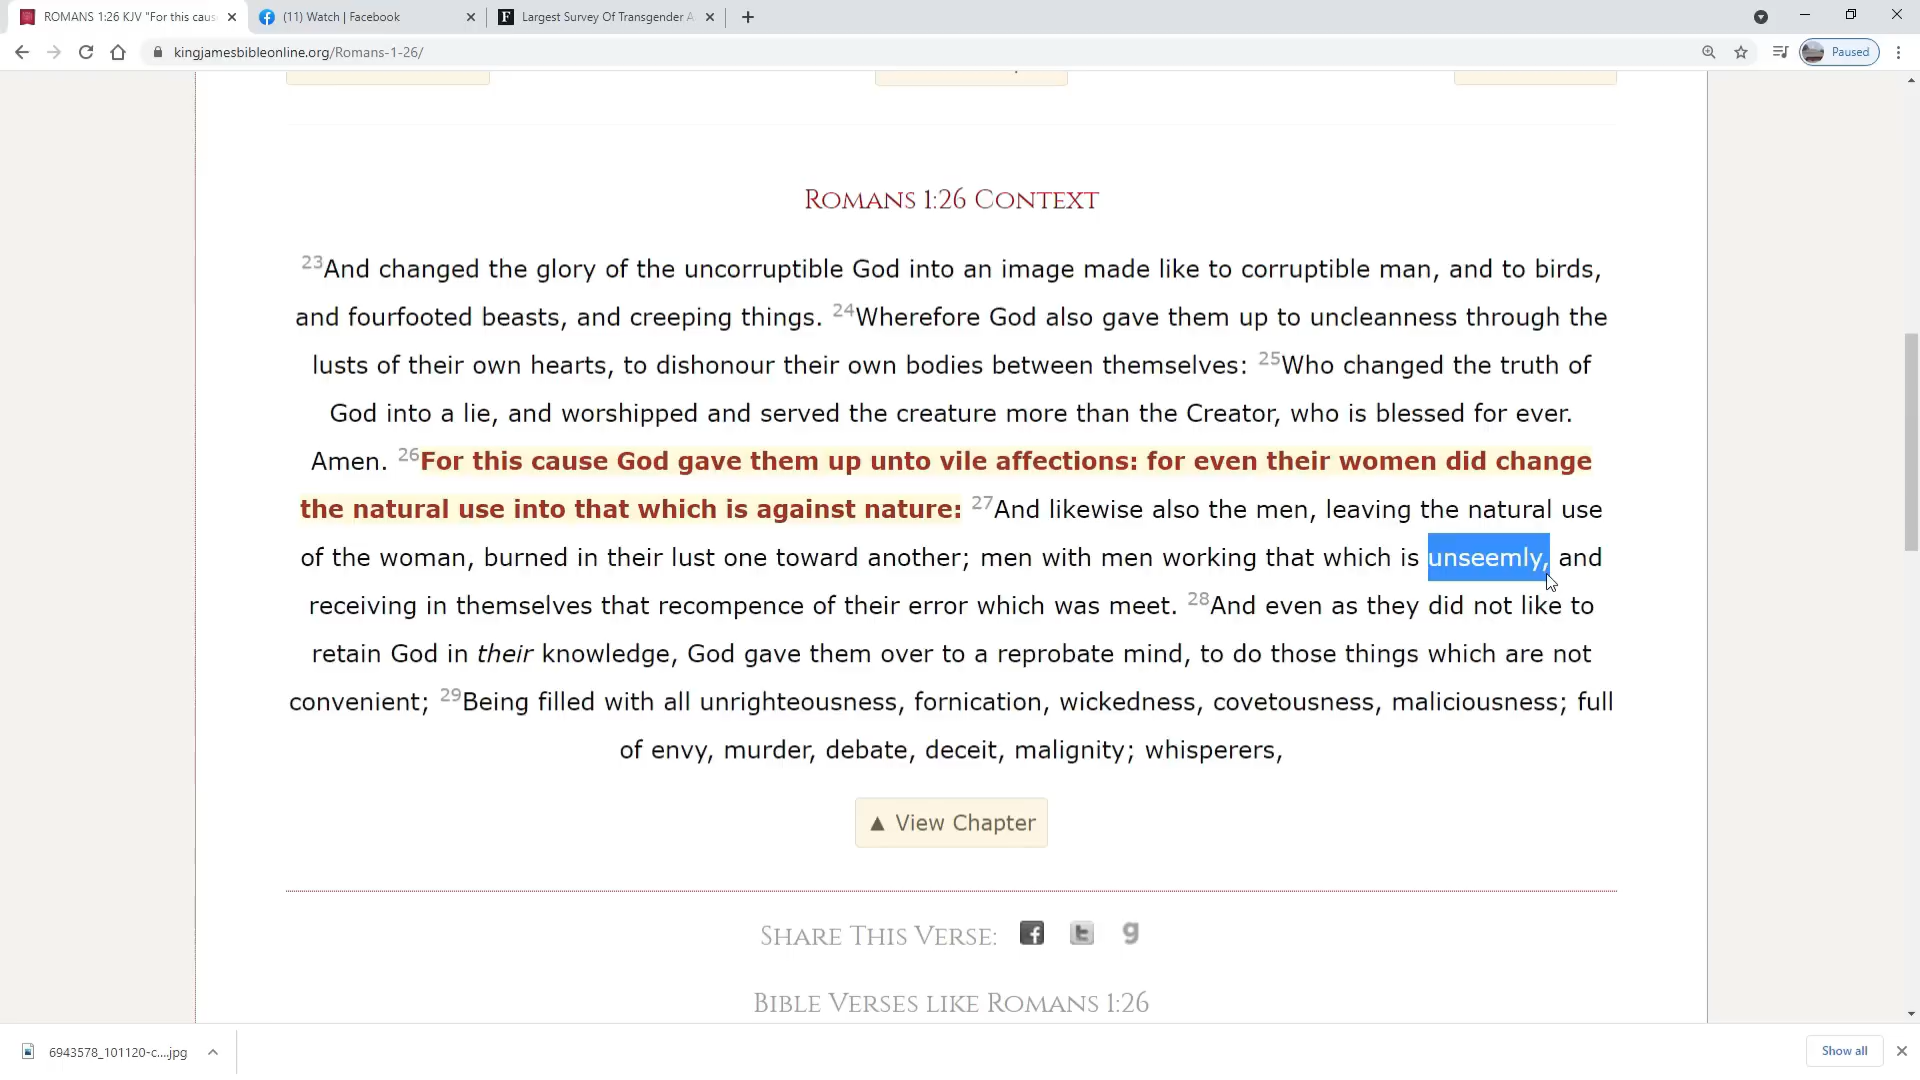 ROMANS 1:26 KJV "For this caus
(11) Watch | Facebook
Largest Survey Of Transgender A
kingjamesbibleonline.org/Romans-1-26/
Paused
Romans 1:26 Context
23And changed the glory of the uncorruptible God into an image made like to corruptible man, and to birds,
and fourfooted beasts, and creeping things. 24Wherefore God also gave them up to uncleanness through the
lusts of their own hearts, to dishonour their own bodies between themselves: 25Who changed the truth of
God into a lie, and worshipped and served the creature more than the Creator, who is blessed for ever.
Amen. 26For this cause God gave them up unto vile affections: for even their women did change
the natural use into that which is against nature: 27And likewise also the men, leaving the natural use
of the woman, burned in their lust one toward another; men with men working that which is unseemly, and
receiving in themselves that recompence of their error which was meet. 28And even as they did not like to
retain God in their knowledge, God gave them over to a reprobate mind, to do those things which are not
convenient; 29Being filled with all unrighteousness, fornication, wickedness, covetousness, maliciousness; full
of envy, murder, debate, deceit, malignity; whisperers,
▲ View Chapter
Share This Verse:
Bible Verses like Romans 1:26
6943578_101120-c....jpg
Show all